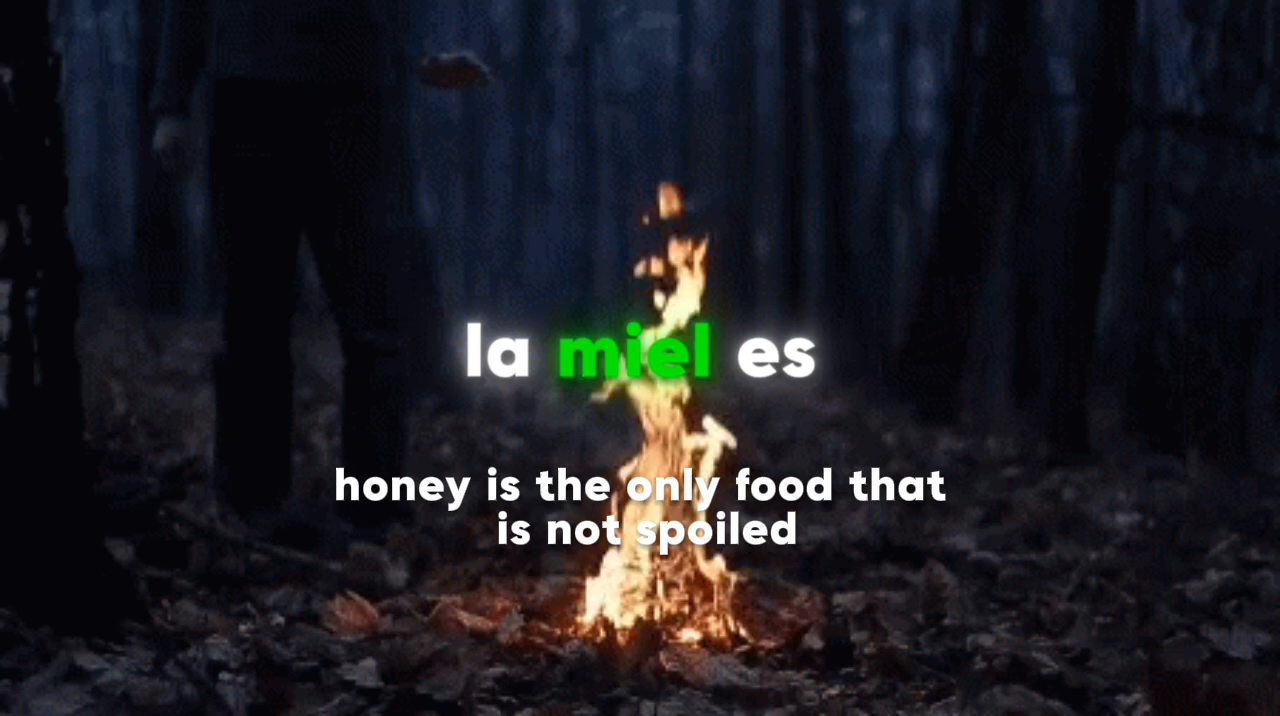 la miel es
honey is the only food that
is not spoiled